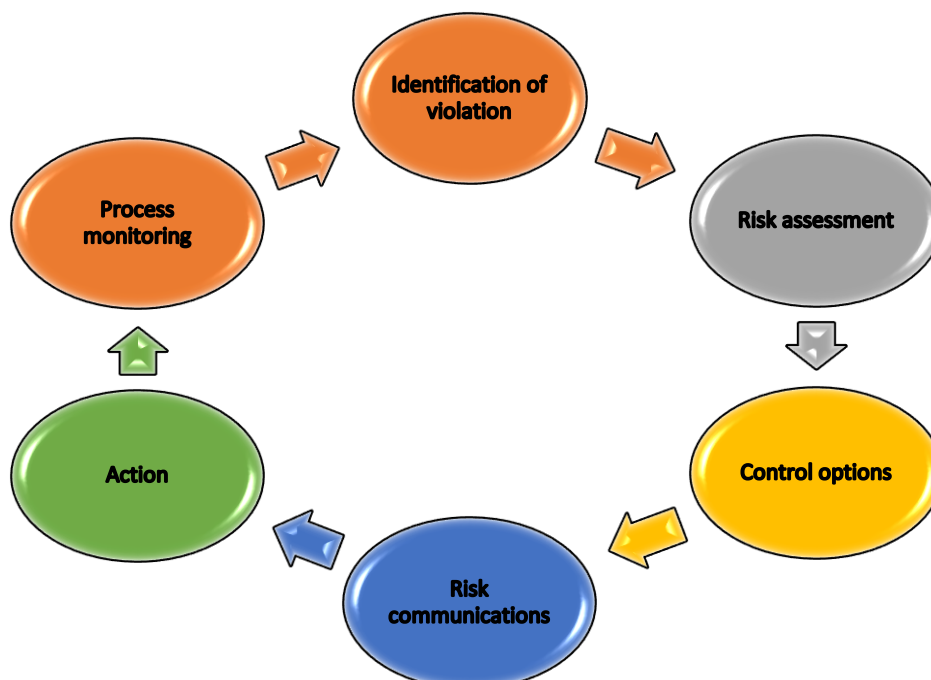 Identification of
violation
Risk assessment
Control options
Risk
communications
Action
Process
monitoring